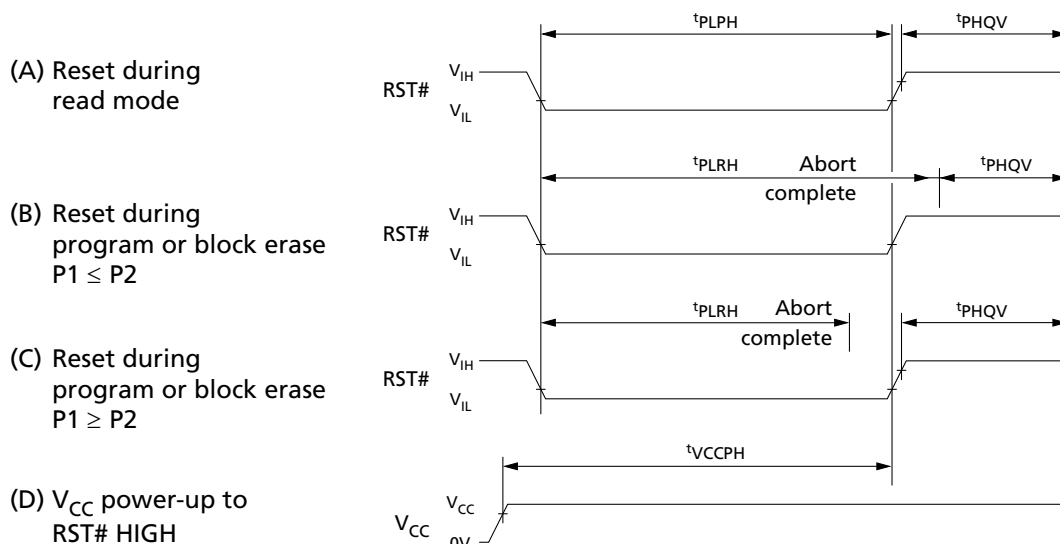 tPLPH
tPHQV
(A) Reset during
read mode
RST#
VIH
VIL
tPLRH
Abort
complete
tPHQV
(B) Reset during
program or block erase
P1 ≤ P2
RST#
VIH
VIL
tPLRH
Abort
complete
tPHQV
(C) Reset during
program or block erase
P1 ≥ P2
RST#
VIH
VIL
tVCCPH
(D) VCC power-up to
RST# HIGH
VCC
VCC
0V